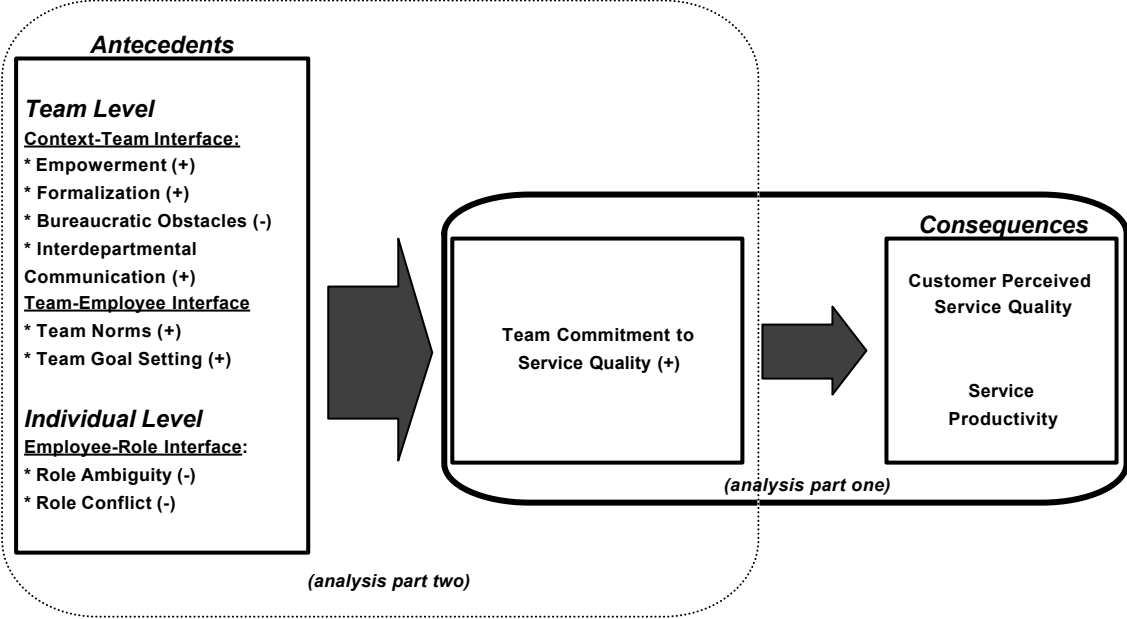 Antecedents
Team Level
Context-Team Interface:
* Empowerment (+)
* Formalization (+)
* Bureaucratic Obstacles (-)
* Interdepartmental
Communication (+)
Team-Employee Interface
* Team Norms (+)
* Team Goal Setting (+)
Individual Level
Employee-Role Interface:
* Role Ambiguity (-)
* Role Conflict (-)
(analysis part two)
Team Commitment to
Service Quality (+)
(analysis part one)
Consequences
Customer Perceived
Service Quality
Service
Productivity